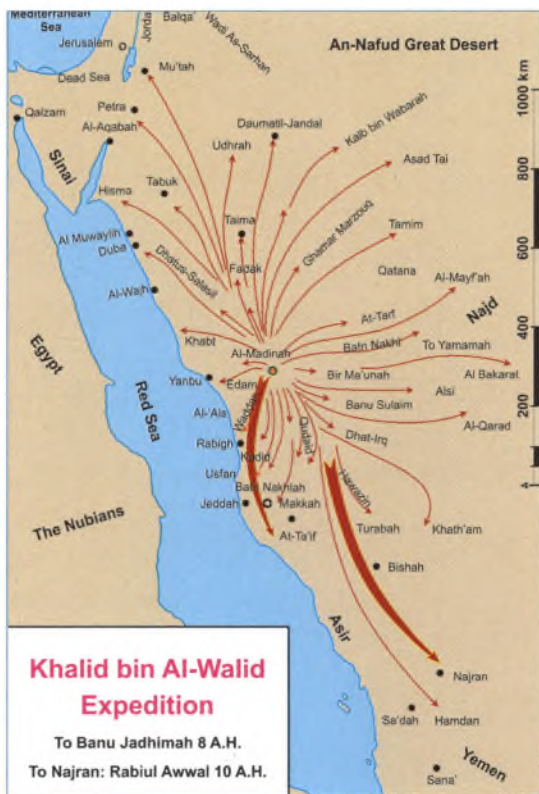 Mediterranean
Sea
Jorda
Balqa'
Wadi As-Sarhan
An-Nafud Great Desert
Jerusalem
Dead Sea
Mu'tah
1000 km
Qalzam
Petra
Al-Aqabah
Daumatil-Jandal
Kalb bin Wabarah
Udhrah
Asad Tai
800
Sinai
Hisma
Tabuk
Taima
Ghamar Marzouq
Tamim
Al Muwaylih
Duba
Dhatus-Salasil
Fadak
600
Qatana
Al-Mayf'ah
Al-Wajh
Najd
At-Tarf
Egypt
Khabt
Al-Madinah
Batn Nakhl
To Yamamah
400
Red Sea
Yanbu
Edam
Bir Ma'unah
Al Bakarat
Banu Sulaim
Alsi
Al-'Ala
Waddan
Qudaid
Al-Qarad
200
Rabigh
Kadid
Dhat-Irq
Usfan
Batn Nakhlah
Hawazin
Jeddah
Makkah
The Nubians
At-Ta'if
Turabah
Khath'am
Bishah
Asir
Khalid bin Al-Walid
Expedition
To Banu Jadhimah 8 A.H.
To Najran: Rabiul Awwal 10 A.H.
Najran
Sa'dah
Hamdan
Yemen
Sana'